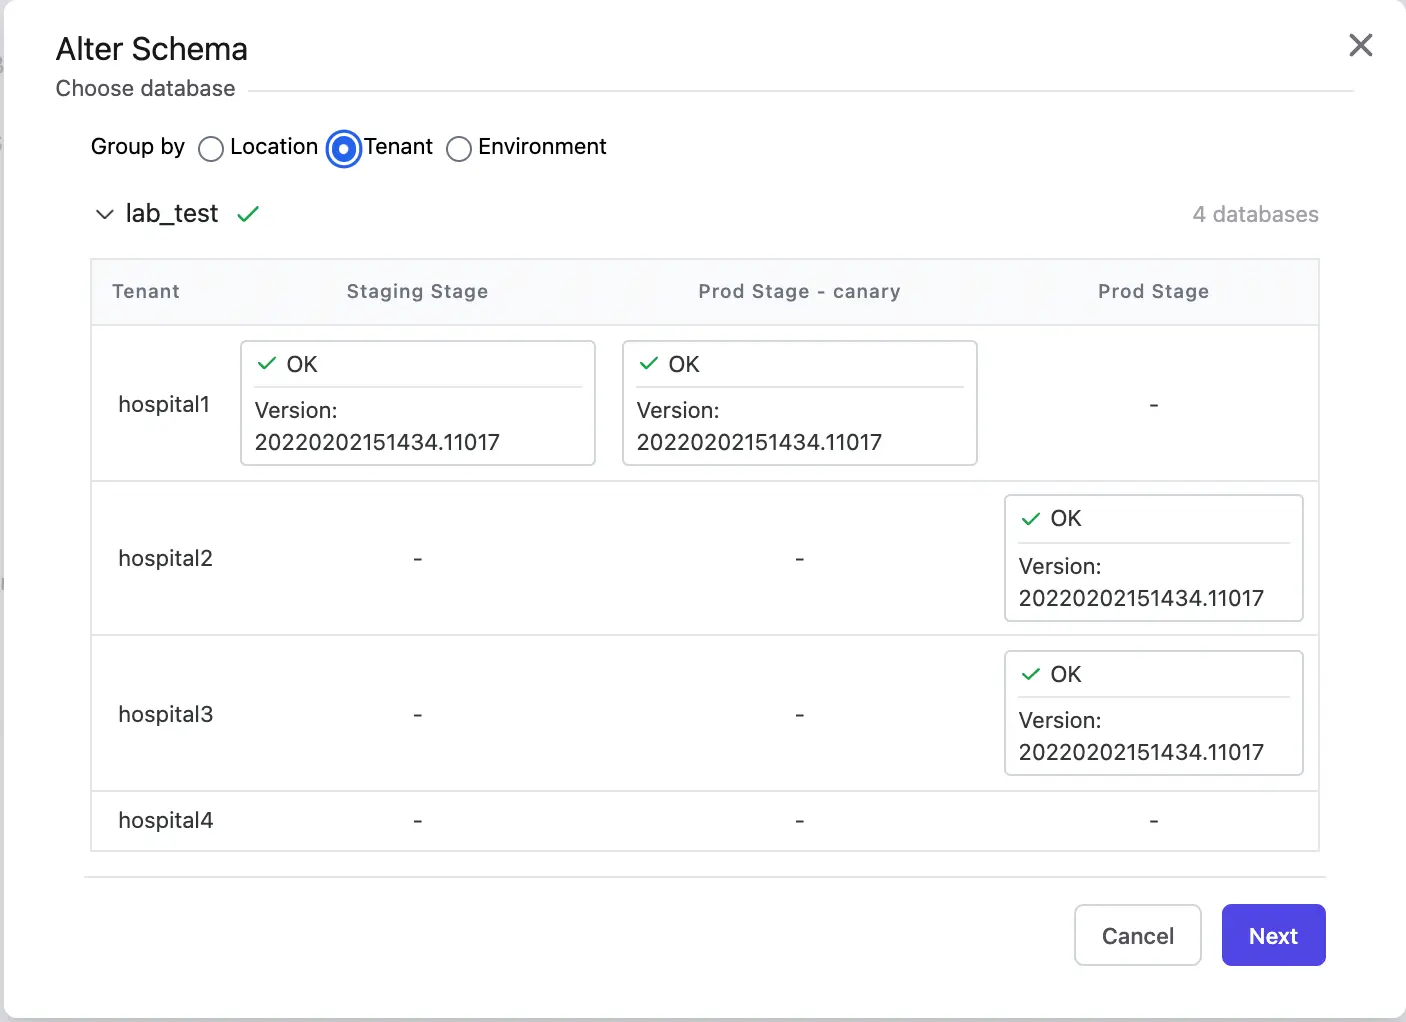 Alter Schema
Choose database
Group by Location Tenant Environment
lab_test 4 databases
Tenant Staging Stage Prod Stage - canary Prod Stage
OK OK
hospital1 Version: Version: -
20220202151434.11017 20220202151434.11017
OK
hospital2 - - Version:
20220202151434.11017
OK
hospital3 - - Version:
20220202151434.11017
hospital4 - - -
Cancel Next